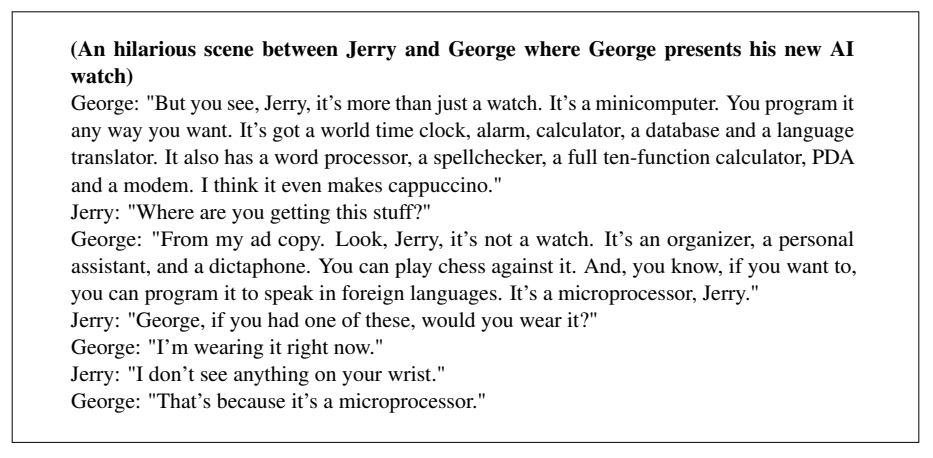 (An hilarious scene between Jerry and George where George presents his new AI
watch)
George: "But you see, Jerry, it's more than just a watch. It's a minicomputer. You program it
any way you want. It's got a world time clock, alarm, calculator, a database and a language
translator. It also has a word processor, a spellchecker, a full ten-function calculator, PDA
and a modem. I think it even makes cappuccino."
Jerry: "Where are you getting this stuff?"
George: "From my ad copy. Look, Jerry, it's not a watch. It's an organizer, a personal
assistant, and a dictaphone. You can play chess against it. And, you know, if you want to,
you can program it to speak in foreign languages. It's a microprocessor, Jerry."
Jerry: "George, if you had one of these, would you wear it?"
George: "I'm wearing it right now."
Jerry: "I don't see anything on your wrist."
George: "That's because it's a microprocessor."